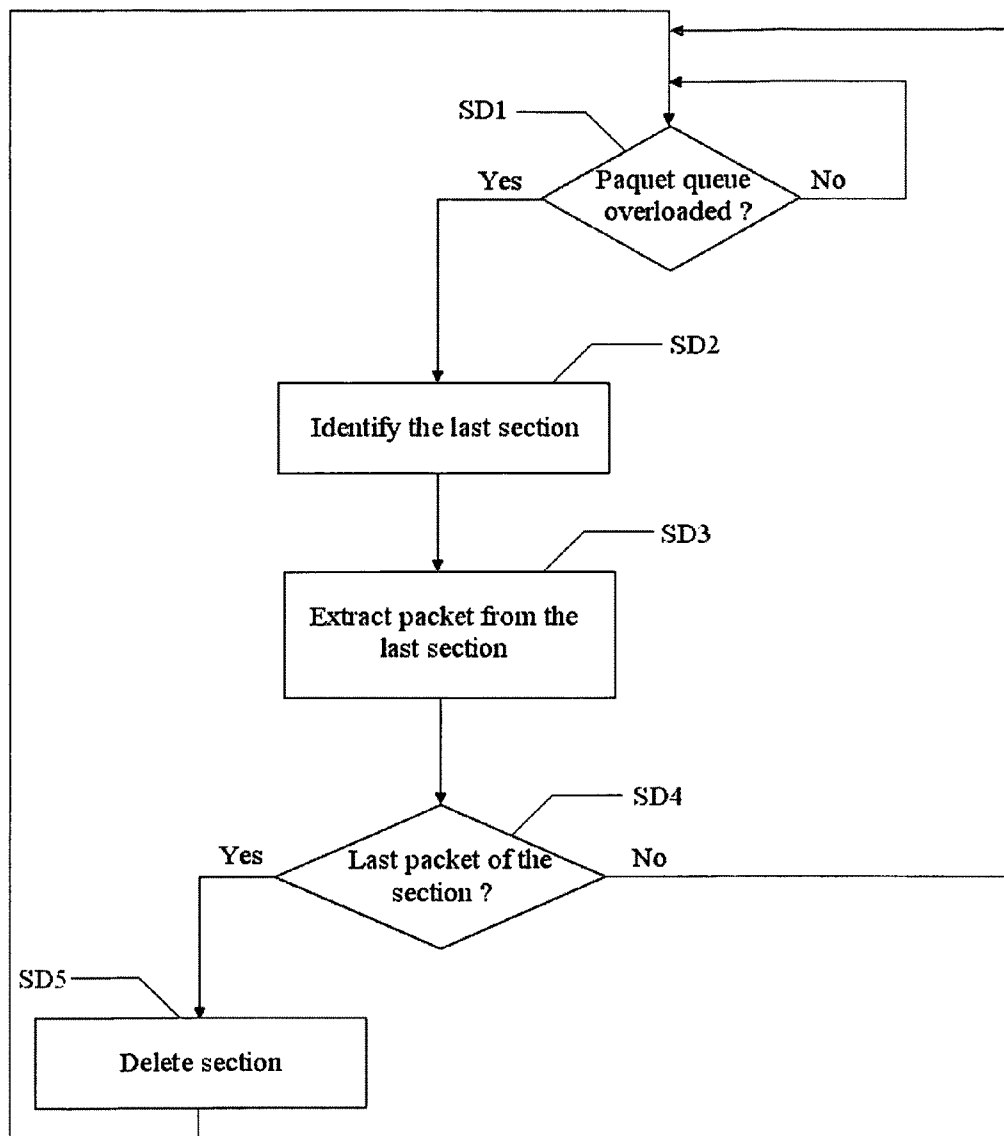 SD1
Yes
Paquet queue
overloaded ?
No
SD2
Identify the last section
SD3
Extract packet from the
last section
SD4
Yes
Last packet of the
section ?
No
SD5
Delete section